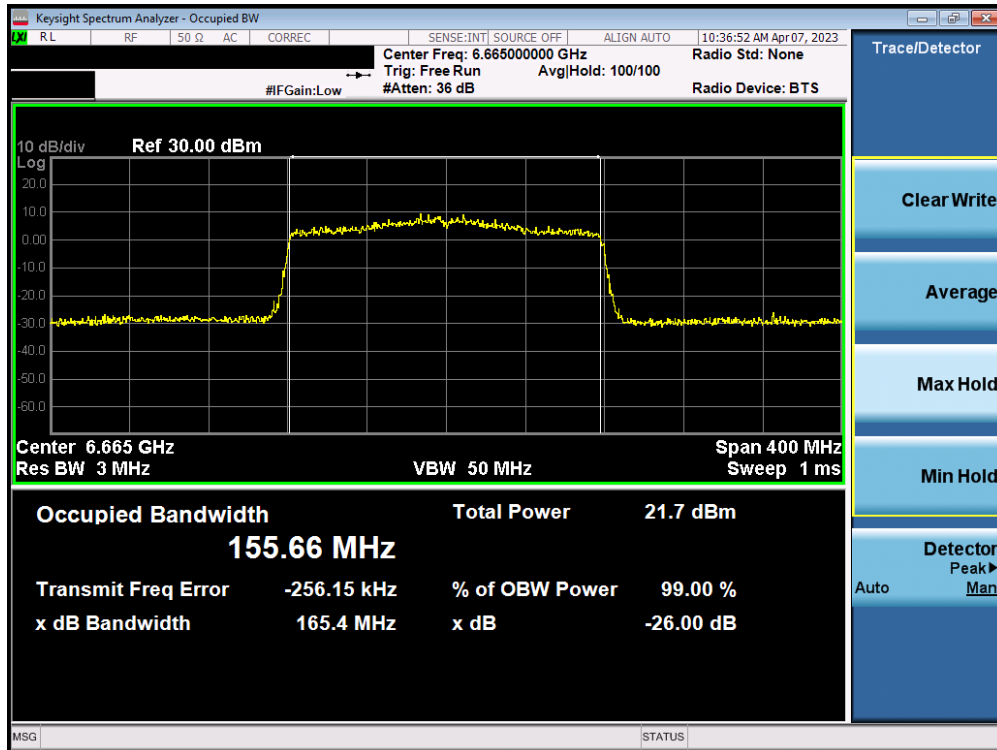 Keysight Spectrum Analyzer - Occupied BW
LXI RL RF 50 Ω AC CORREC SENSE:INT SOURCE OFF ALIGN AUTO 10:36:52 AM Apr 07, 2023
Center Freq: 6.665000000 GHz Radio Std: None
Trig: Free Run Avg|Hold: 100/100
#IFGain:Low #Atten: 36 dB Radio Device: BTS
10 dB/div Ref 30.00 dBm
Log
20.0
10.0
0.00
-10.0
-20.0
-30.0
-40.0
-50.0
-60.0
Center 6.665 GHz Span 400 MHz
Res BW 3 MHz VBW 50 MHz Sweep 1 ms
Occupied Bandwidth Total Power 21.7 dBm
155.66 MHz
Transmit Freq Error -256.15 kHz % of OBW Power 99.00 %
x dB Bandwidth 165.4 MHz x dB -26.00 dB
MSG STATUS
Trace/Detector
Clear Write
Average
Max Hold
Min Hold
Detector
Peak▶
Auto Man